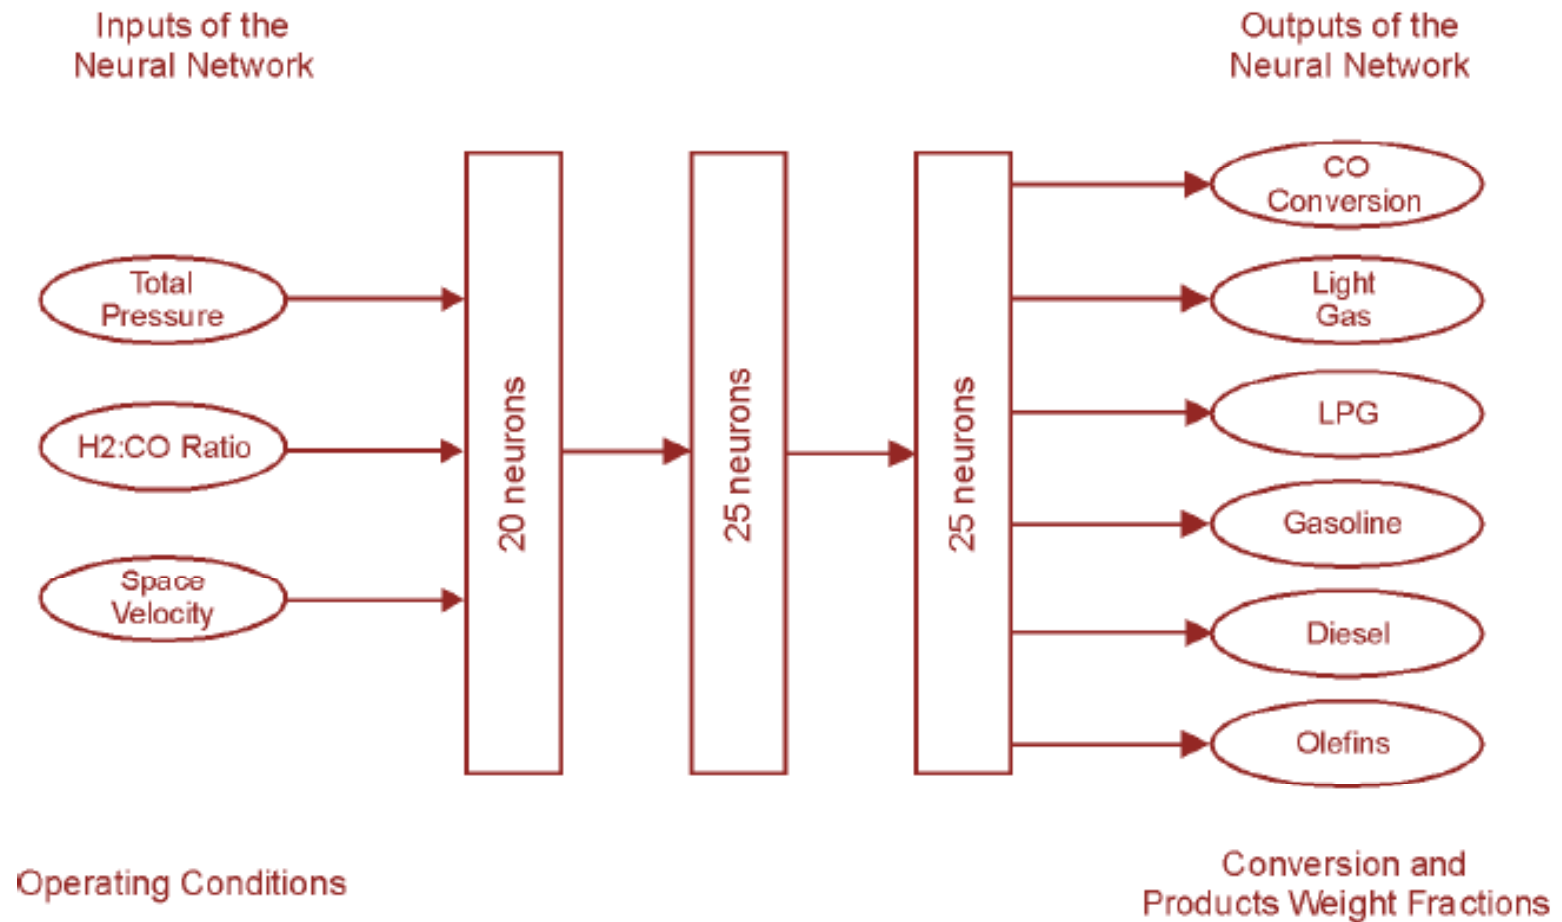 Inputs of the
Neural Network
Outputs of the
Neural Network
Total
Pressure
H2:CO Ratio
Space
Velocity
20 neurons
25 neurons
25 neurons
CO
Conversion
Light
Gas
LPG
Gasoline
Diesel
Olefins
Operating Conditions
Conversion and
Products Weight Fractions